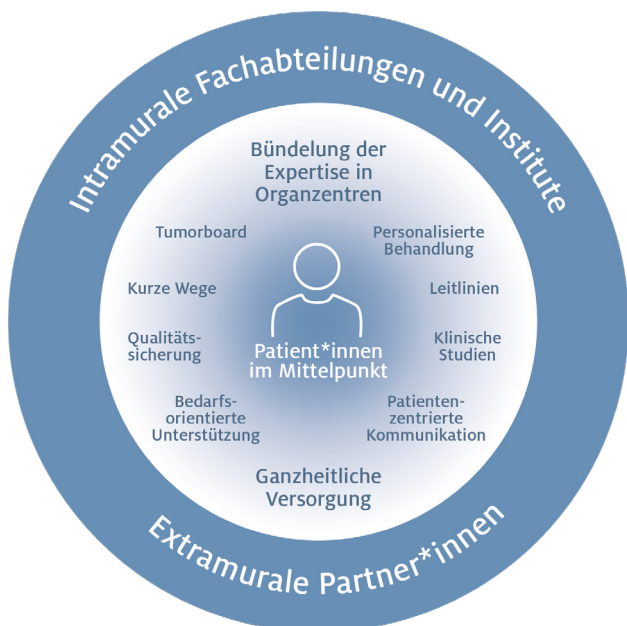 Intramurale Fachabteilungen und Institute
Bündelung der
Expertise in
Organzentren
Tumorboard
Personalisierte
Behandlung
Kurze Wege
Leitlinien
Qualitäts-
sicherung
Klinische
Studien
Patient*innen
im Mittelpunkt
Bedarfs-
orientierte
Unterstützung
Patienten-
zentrierte
Kommunikation
Ganzheitliche
Versorgung
Extramurale Partner*innen